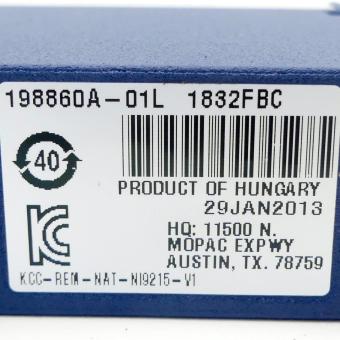 198860A-01L 1832FBC
40
PRODUCT OF HUNGARY
29JAN2013
HQ: 11500 N.
MOPAC EXPWY
AUSTIN, TX. 78759
KC
KCC-REM-NAT-NI9215-V1